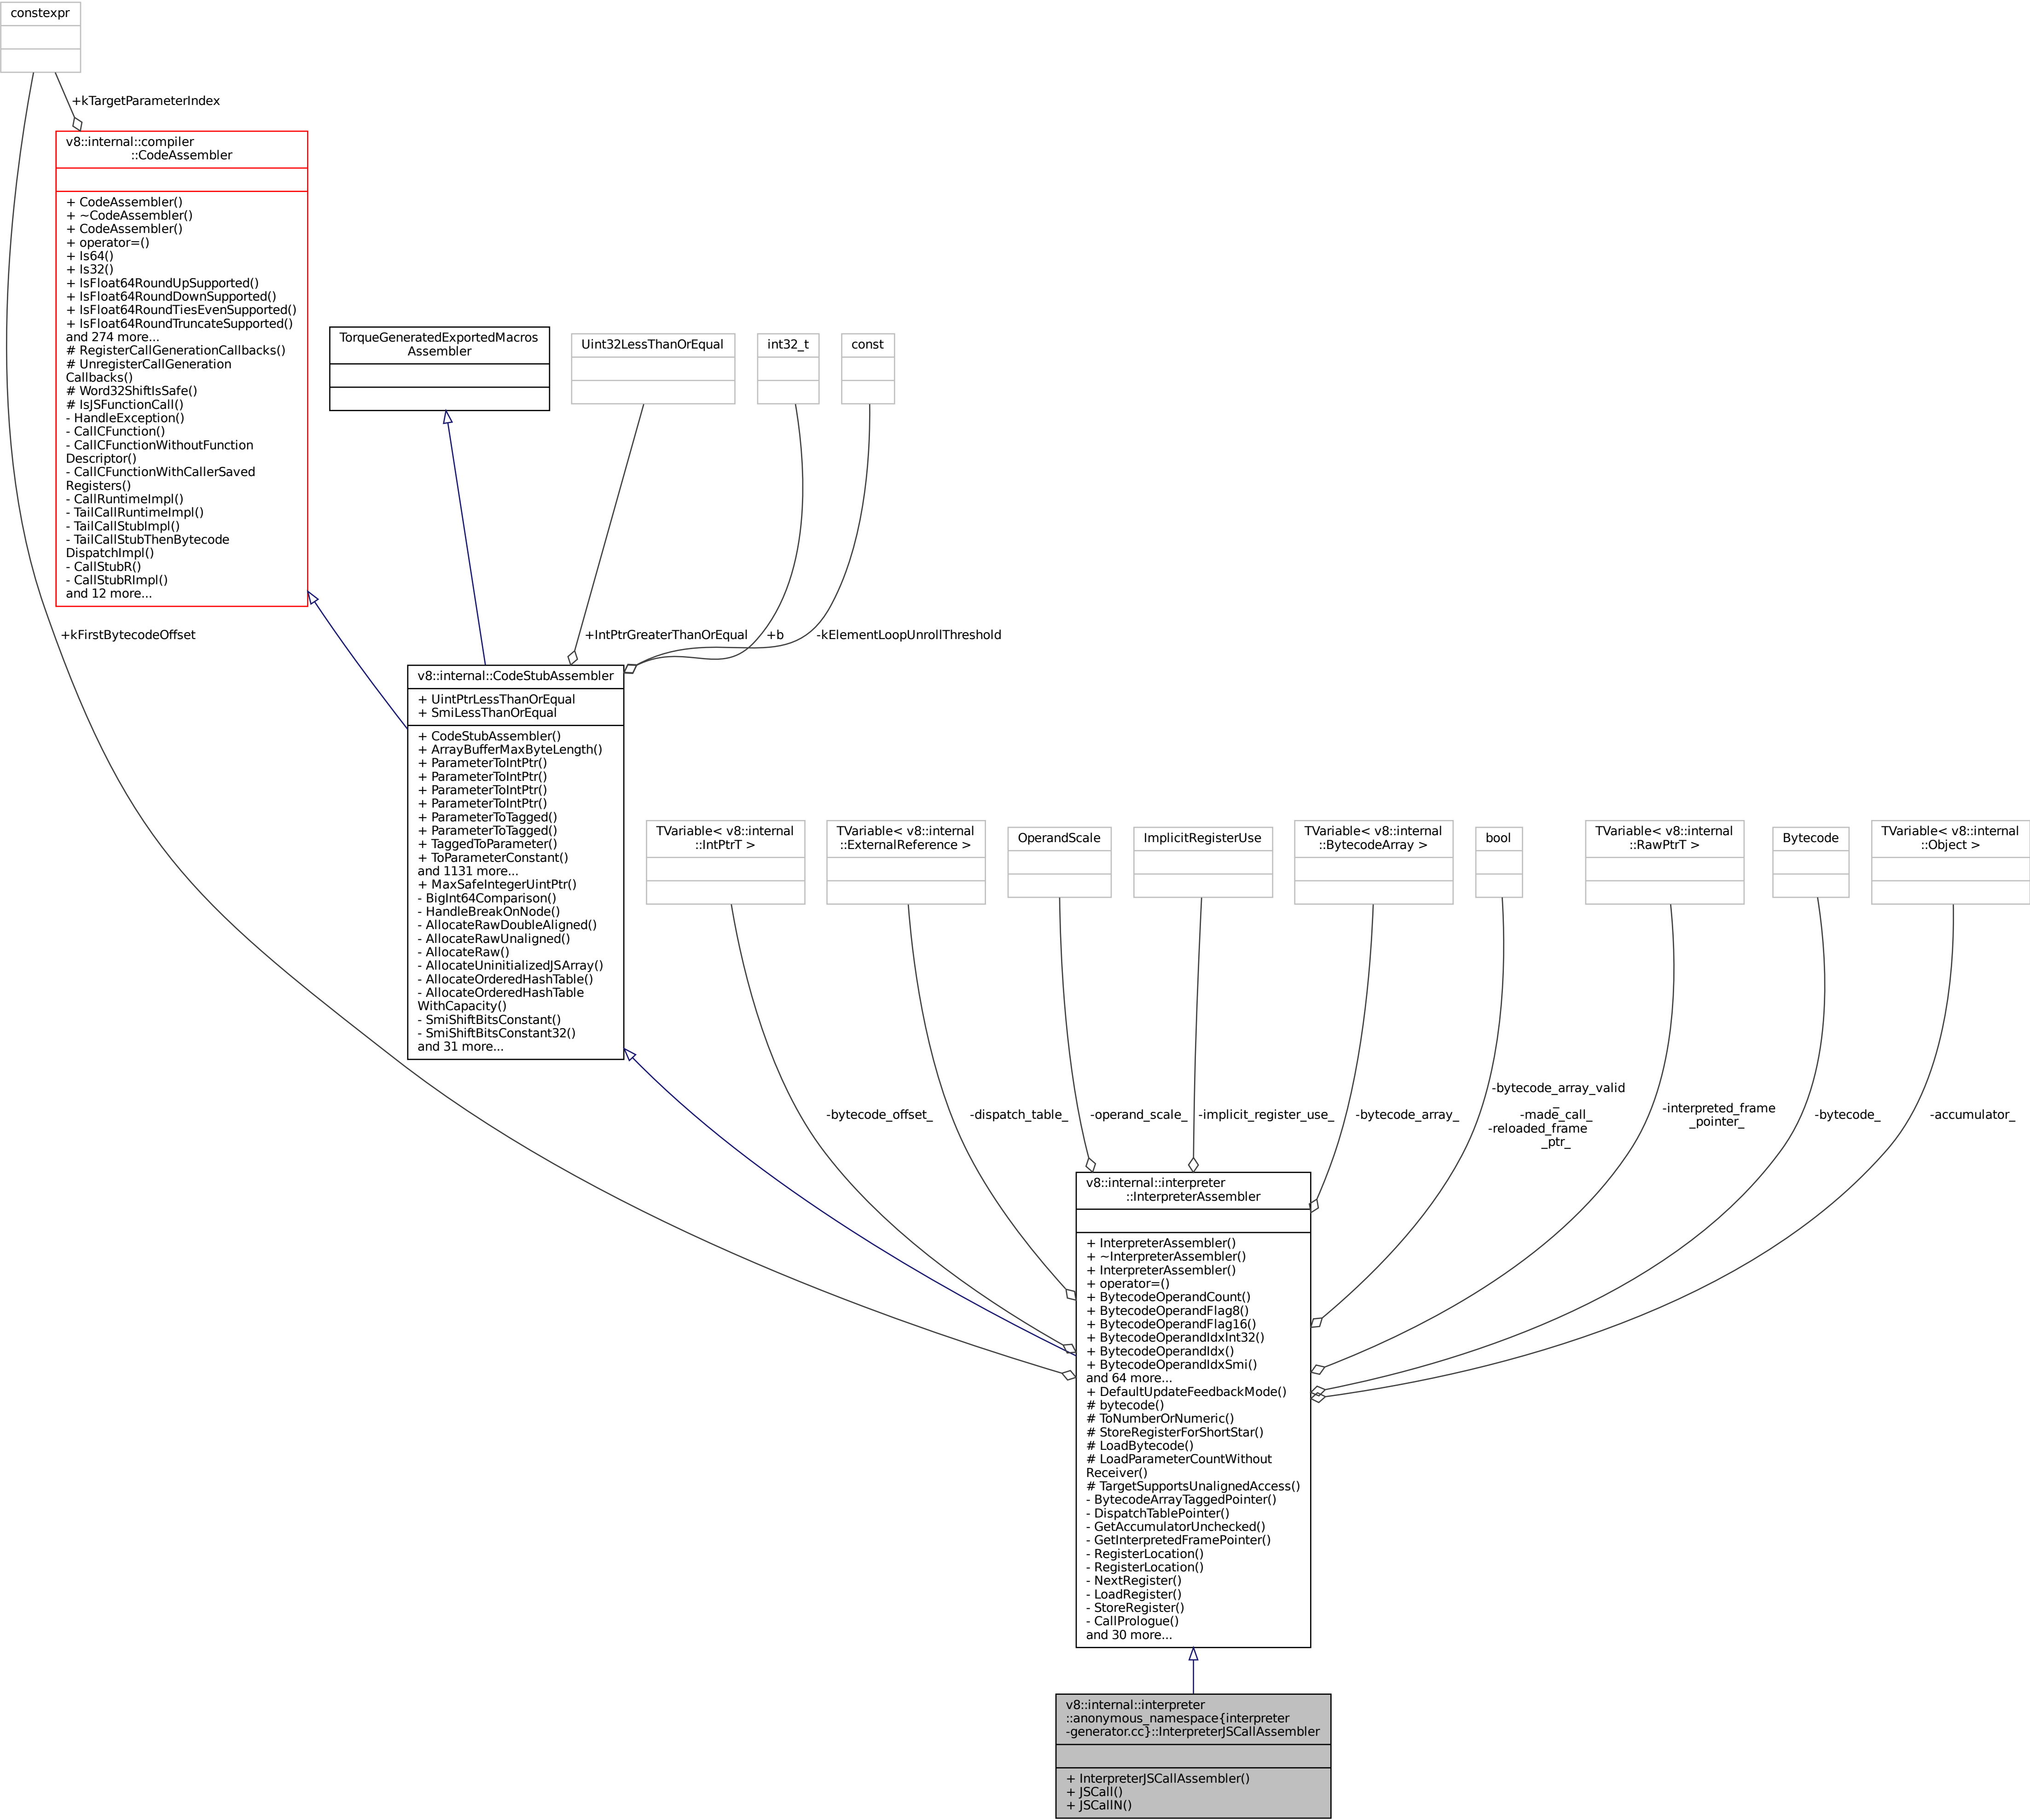 constexpr
+kTargetParameterIndex
v8::internal::compiler
::CodeAssembler
+ CodeAssembler()
+ ~CodeAssembler()
+ CodeAssembler()
+ operator=()
+ Is64()
+ Is32()
+ IsFloat64RoundUpSupported()
+ IsFloat64RoundDownSupported()
+ IsFloat64RoundTiesEvenSupported()
+ IsFloat64RoundTruncateSupported()
and 274 more...
# RegisterCallGenerationCallbacks()
# UnregisterCallGeneration
Callbacks()
# Word32ShiftIsSafe()
# IsJSFunctionCall()
- HandleException()
- CallCFunction()
- CallCFunctionWithoutFunction
Descriptor()
- CallCFunctionWithCallerSaved
Registers()
- CallRuntimeImpl()
- TailCallRuntimeImpl()
- TailCallStubImpl()
- TailCallStubThenBytecode
DispatchImpl()
- CallStubR()
- CallStubRImpl()
and 12 more...
TorqueGeneratedExportedMacros
Assembler
Uint32LessThanOrEqual
int32_t
const
+kFirstBytecodeOffset
+IntPtrGreaterThanOrEqual
+b
-kElementLoopUnrollThreshold
v8::internal::CodeStubAssembler
+ UintPtrLessThanOrEqual
+ SmiLessThanOrEqual
+ CodeStubAssembler()
+ ArrayBufferMaxByteLength()
+ ParameterToIntPtr()
+ ParameterToIntPtr()
+ ParameterToIntPtr()
+ ParameterToIntPtr()
+ ParameterToTagged()
+ ParameterToTagged()
+ TaggedToParameter()
+ ToParameterConstant()
and 1131 more...
+ MaxSafeIntegerUintPtr()
- BigInt64Comparison()
- HandleBreakOnNode()
- AllocateRawDoubleAligned()
- AllocateRawUnaligned()
- AllocateRaw()
- AllocateUninitializedJSArray()
- AllocateOrderedHashTable()
- AllocateOrderedHashTable
WithCapacity()
- SmiShiftBitsConstant()
- SmiShiftBitsConstant32()
and 31 more...
TVariable< v8::internal
::IntPtrT >
TVariable< v8::internal
::ExternalReference >
OperandScale
ImplicitRegisterUse
TVariable< v8::internal
::BytecodeArray >
bool
TVariable< v8::internal
::RawPtrT >
Bytecode
TVariable< v8::internal
::Object >
-bytecode_offset_
-dispatch_table_
-operand_scale_
-implicit_register_use_
-bytecode_array_
-bytecode_array_valid
_
-made_call_
-reloaded_frame
_ptr_
-interpreted_frame
_pointer_
-bytecode_
-accumulator_
v8::internal::interpreter
::InterpreterAssembler
+ InterpreterAssembler()
+ ~InterpreterAssembler()
+ InterpreterAssembler()
+ operator=()
+ BytecodeOperandCount()
+ BytecodeOperandFlag8()
+ BytecodeOperandFlag16()
+ BytecodeOperandIdxInt32()
+ BytecodeOperandIdx()
+ BytecodeOperandIdxSmi()
and 64 more...
+ DefaultUpdateFeedbackMode()
# bytecode()
# ToNumberOrNumeric()
# StoreRegisterForShortStar()
# LoadBytecode()
# LoadParameterCountWithout
Receiver()
# TargetSupportsUnalignedAccess()
- BytecodeArrayTaggedPointer()
- DispatchTablePointer()
- GetAccumulatorUnchecked()
- GetInterpretedFramePointer()
- RegisterLocation()
- RegisterLocation()
- NextRegister()
- LoadRegister()
- StoreRegister()
- CallPrologue()
and 30 more...
v8::internal::interpreter
::anonymous_namespace{interpreter
-generator.cc}::InterpreterJSCallAssembler
+ InterpreterJSCallAssembler()
+ JSCall()
+ JSCallN()